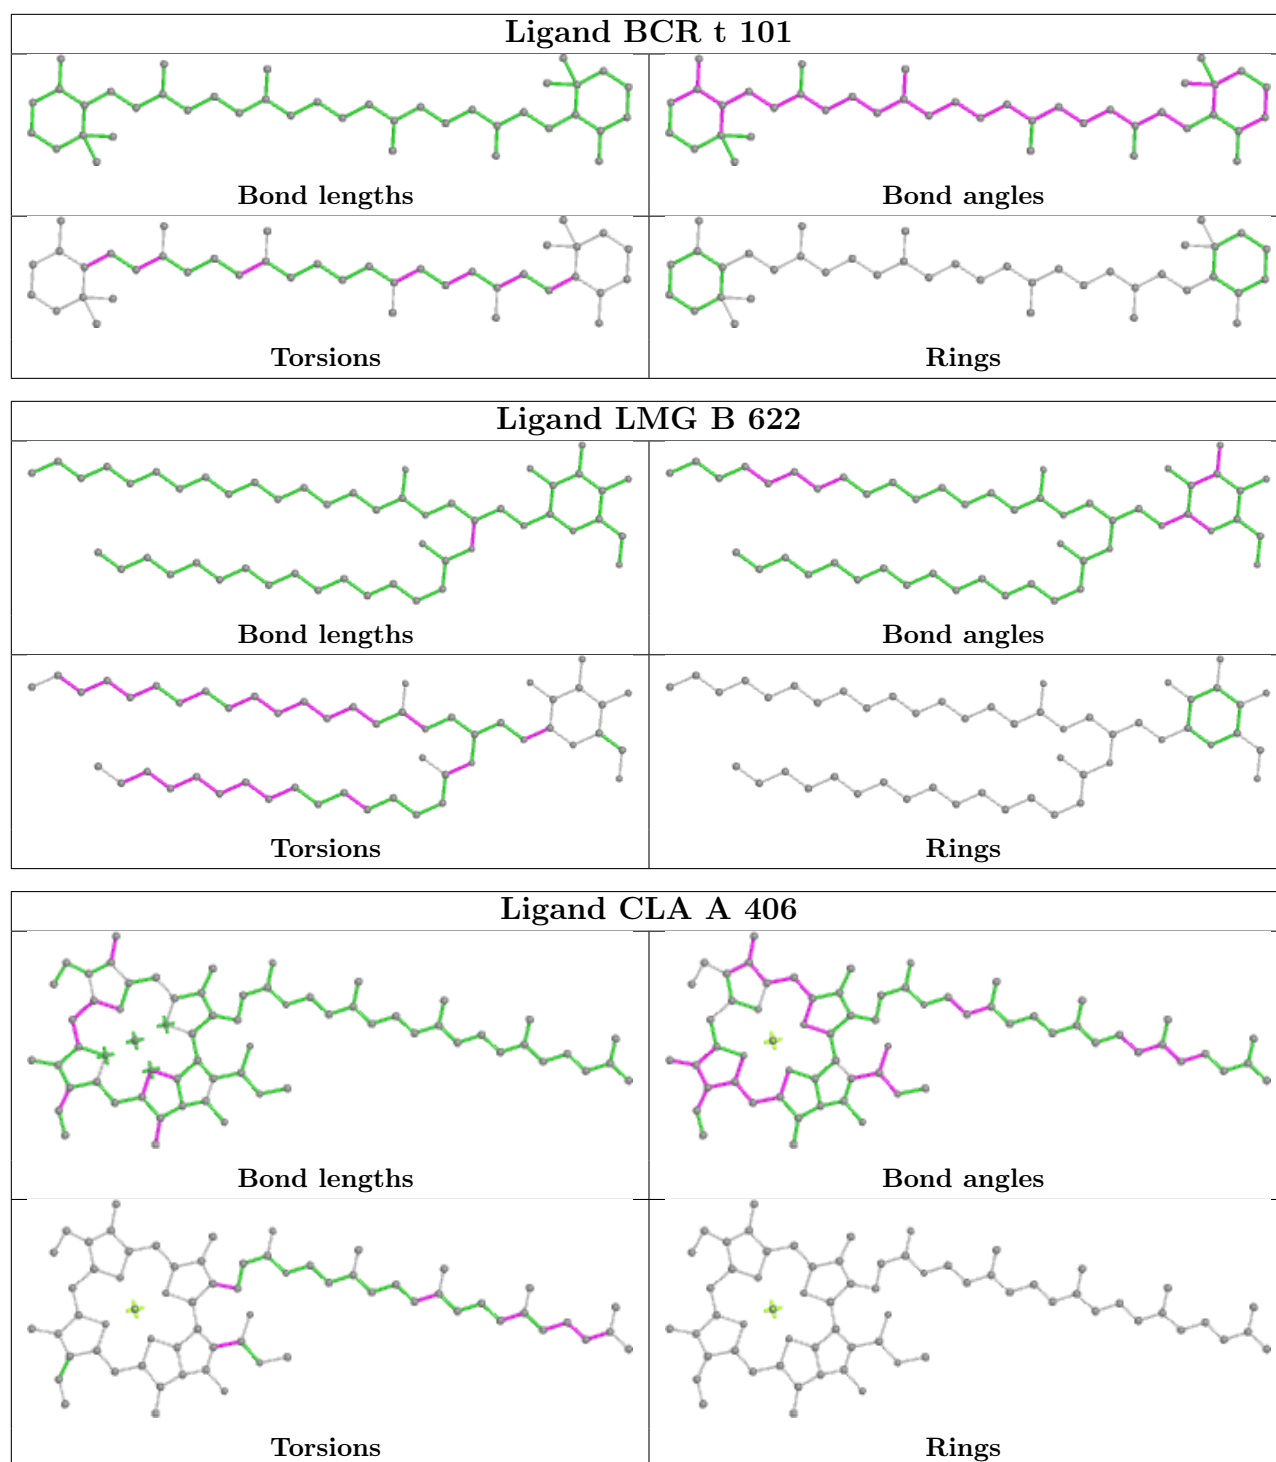 Ligand BCR t 101
Bond lengths
Bond angles
Torsions
Rings
Ligand LMG B 622
Bond lengths
Bond angles
Torsions
Rings
Ligand CLA A 406
Bond lengths
Bond angles
Torsions
Rings